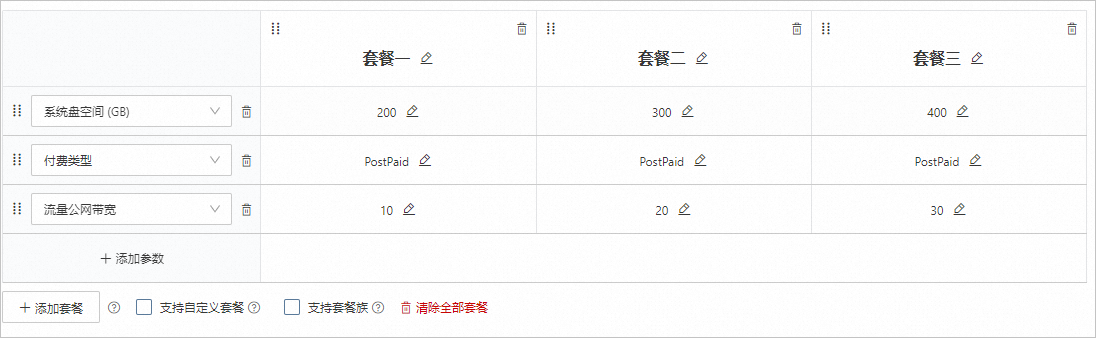 套餐一 套餐二 套餐三
系统盘空间 (GB) 200 300 400
付费类型 PostPaid PostPaid PostPaid
流量公网带宽 10 20 30
+ 添加参数
+ 添加套餐 支持自定义套餐 支持套餐族 清除全部套餐